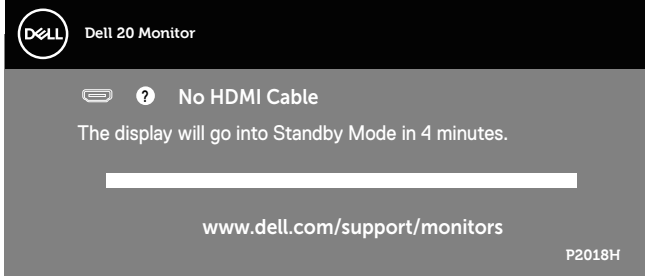 DELL
Dell 20 Monitor
? No HDMI Cable
The display will go into Standby Mode in 4 minutes.
www.dell.com/support/monitors
P2018H